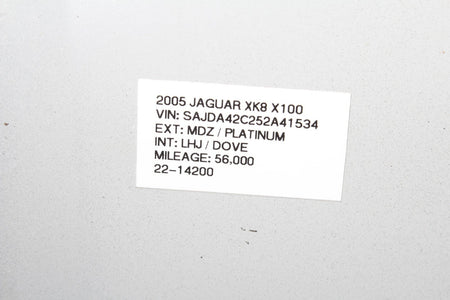 2005 JAGUAR XK8 X100
VIN: SAJDA42C252A41534
EXT: MDZ / PLATINUM
INT: LHJ / DOVE
MILEAGE: 56,000
22-14200